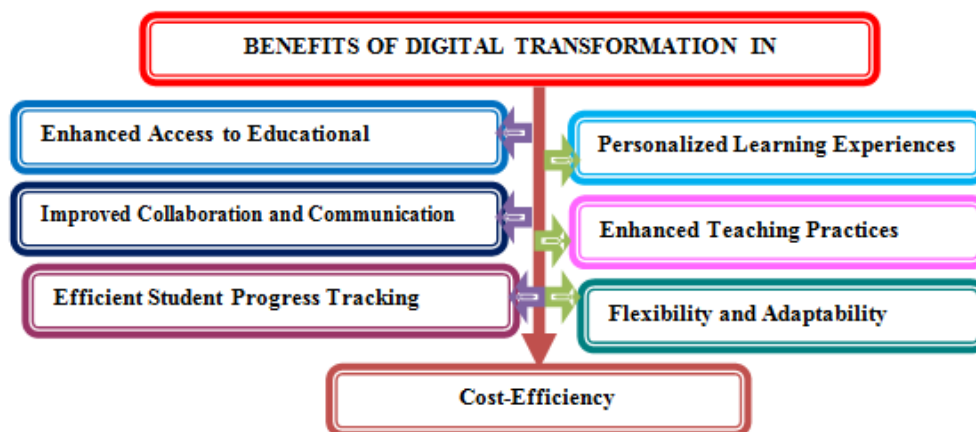 BENEFITS OF DIGITAL TRANSFORMATION IN
Enhanced Access to Educational
Personalized Learning Experiences
Improved Collaboration and Communication
Enhanced Teaching Practices
Efficient Student Progress Tracking
Flexibility and Adaptability
Cost-Efficiency